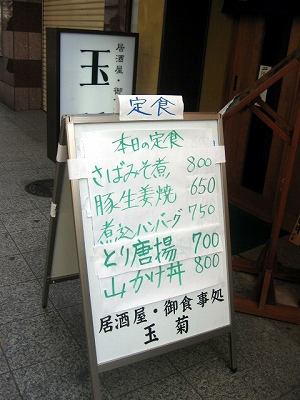 居酒屋・御
玉
定食
本日の定食
さばみそ煮 800
豚生姜焼 650
煮込ハンバーグ 750
とり唐揚 700
山かけ丼 800
居酒屋・御食事処
玉菊